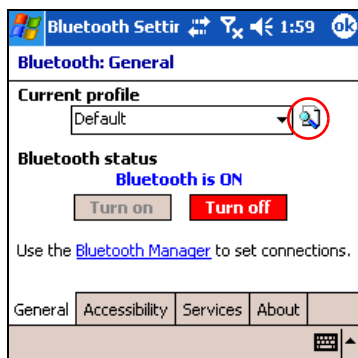 Bluetooth Settir 1:59 ok
Bluetooth: General
Current profile
Default
Bluetooth status
Bluetooth is ON
Turn on Turn off
Use the Bluetooth Manager to set connections.
General Accessibility Services About